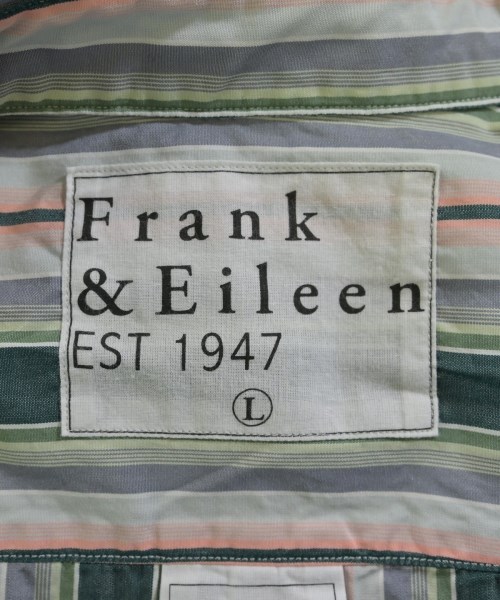 Frank
& Eileen
EST 1947
L